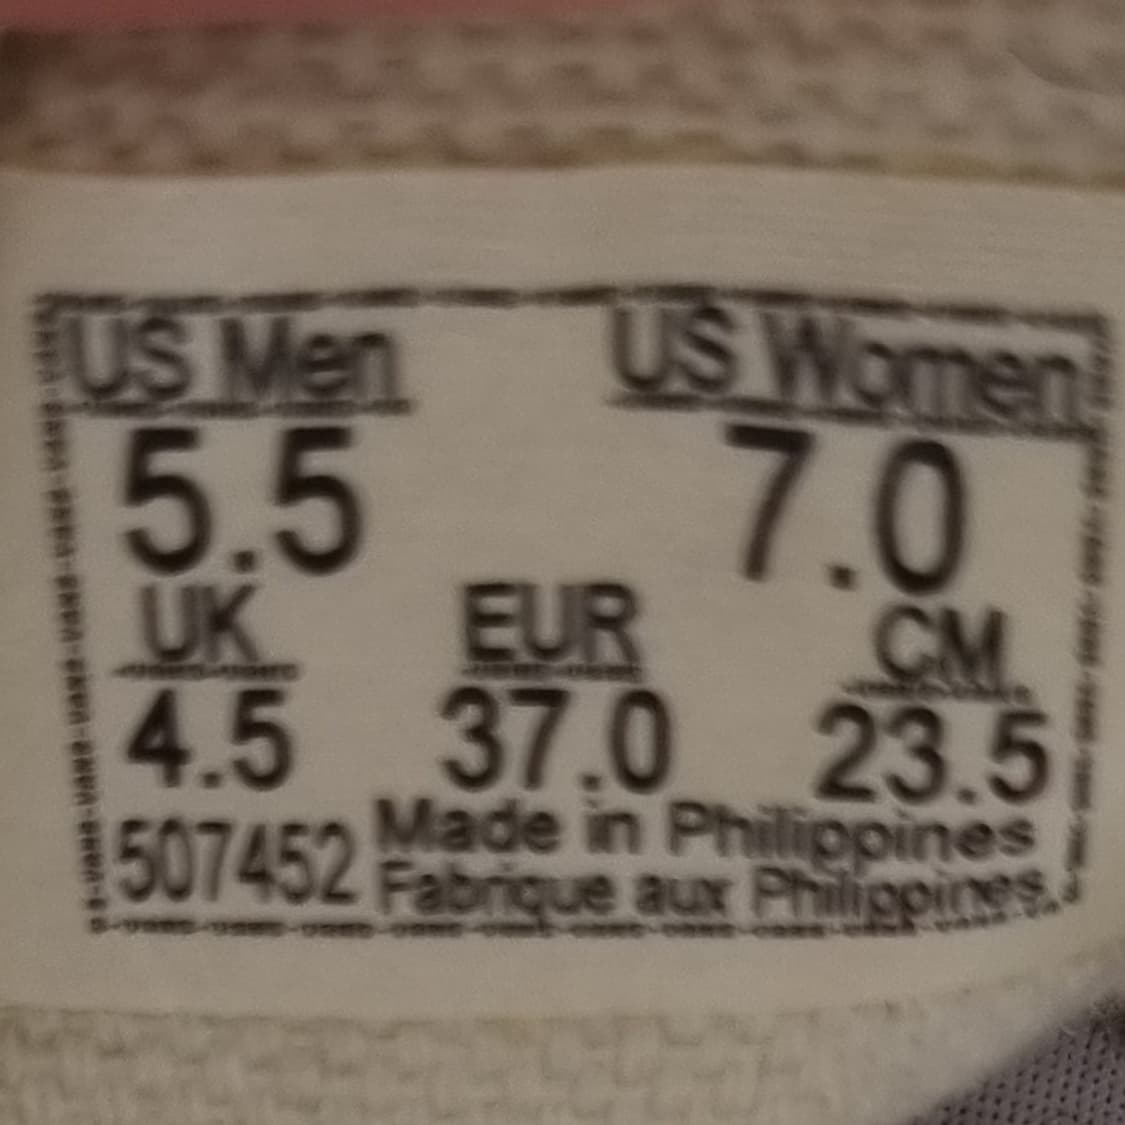 US Men US Women
5.5 7.0
UK EUR CM
4.5 37.0 23.5
507452 Made in Philippines
Fabrique aux Philippines